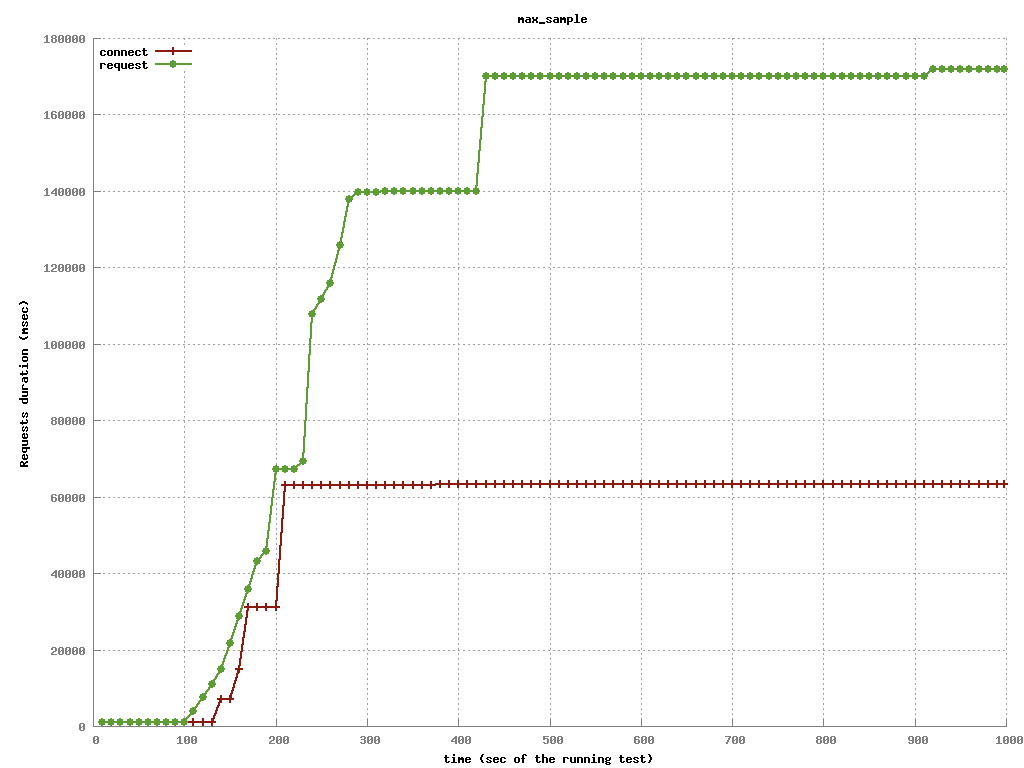 max_sample
connect
request
180000
160000
140000
120000
100000
80000
60000
40000
20000
0
Requests duration (msec)
0 100 200 300 400 500 600 700 800 900 1000
time (sec of the running test)